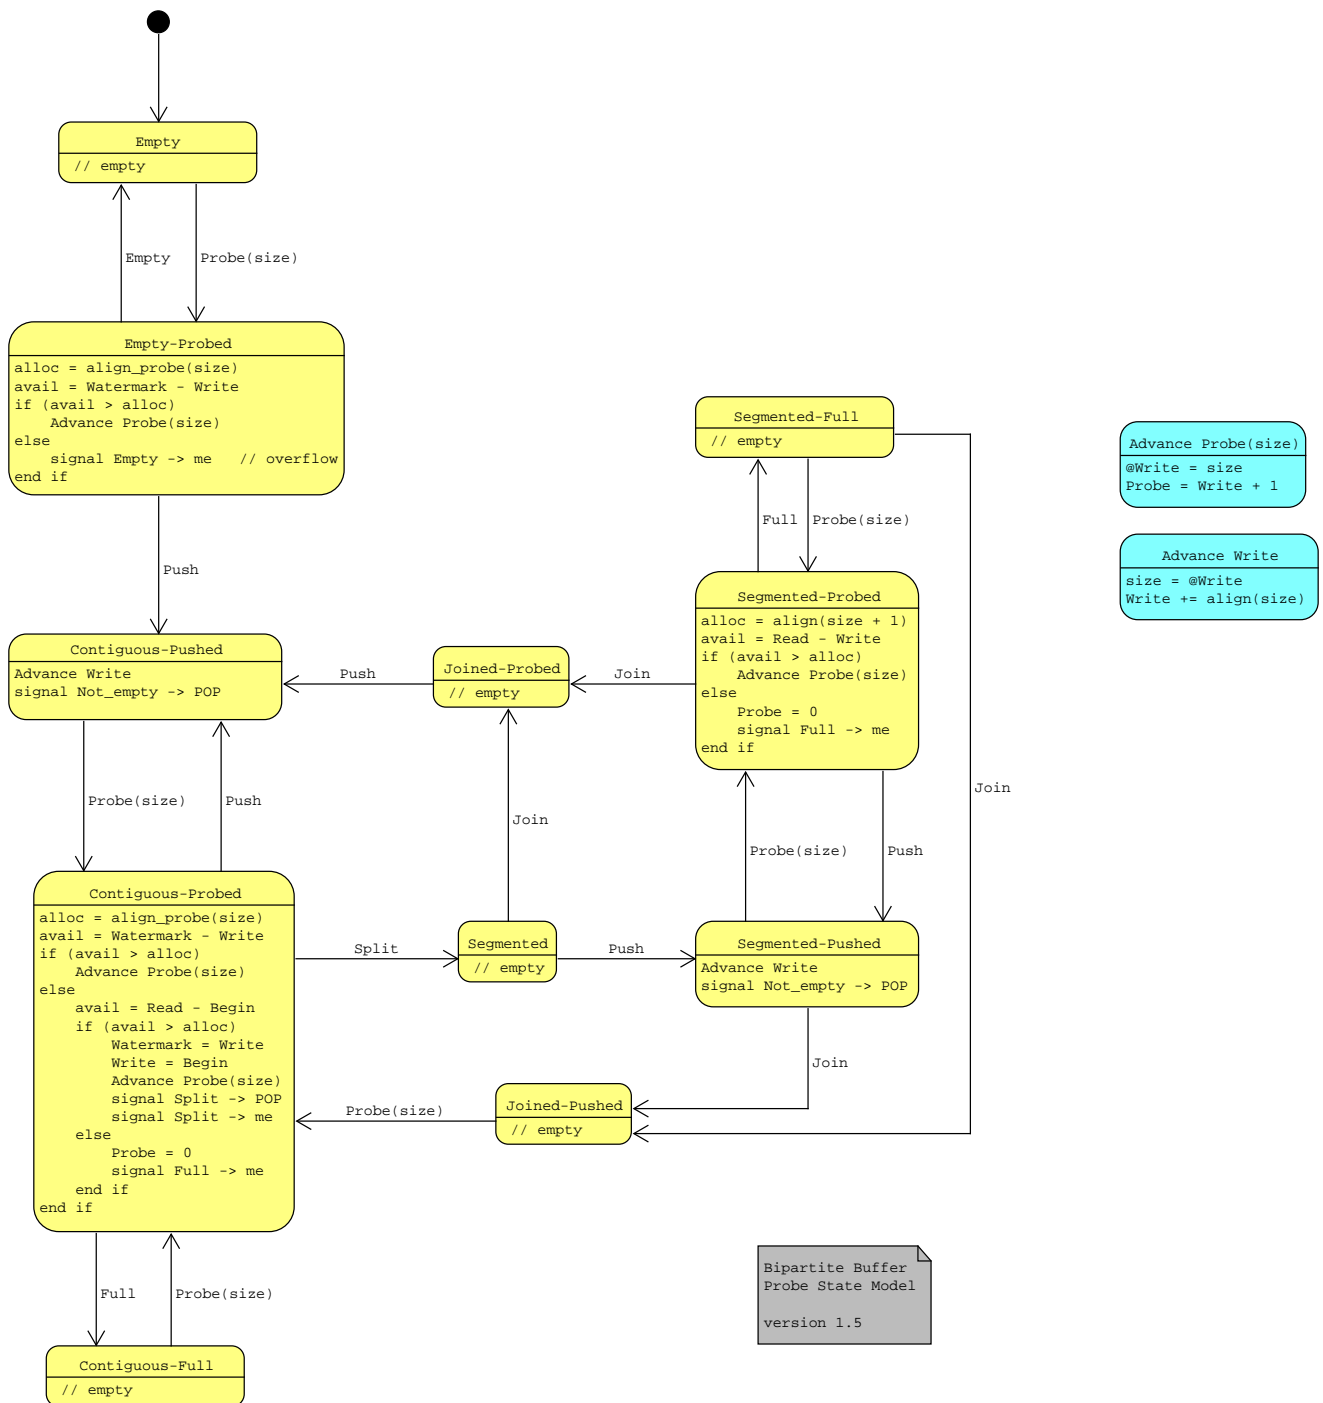 Empty
// empty
Empty
Probe(size)
Empty-Probed
alloc = align_probe(size)
avail = Watermark - Write
if (avail > alloc)
    Advance Probe(size)
else
    signal Empty -> me   // overflow
end if
Push
Contiguous-Pushed
Advance Write
signal Not_empty -> POP
Probe(size)
Push
Contiguous-Probed
alloc = align_probe(size)
avail = Watermark - Write
if (avail > alloc)
    Advance Probe(size)
else
    avail = Read - Begin
    if (avail > alloc)
        Watermark = Write
        Write = Begin
        Advance Probe(size)
        signal Split -> POP
        signal Split -> me
    else
        Probe = 0
        signal Full -> me
    end if
end if
Full
Probe(size)
Contiguous-Full
// empty
Push
Joined-Probed
// empty
Join
Join
Split
Segmented
// empty
Push
Segmented-Full
// empty
Full
Probe(size)
Segmented-Probed
alloc = align(size + 1)
avail = Read - Write
if (avail > alloc)
    Advance Probe(size)
else
    Probe = 0
    signal Full -> me
end if
Probe(size)
Push
Join
Segmented-Pushed
Advance Write
signal Not_empty -> POP
Join
Joined-Pushed
// empty
Probe(size)
Advance Probe(size)
@Write = size
Probe = Write + 1
Advance Write
size = @Write
Write += align(size)
Bipartite Buffer
Probe State Model
version 1.5